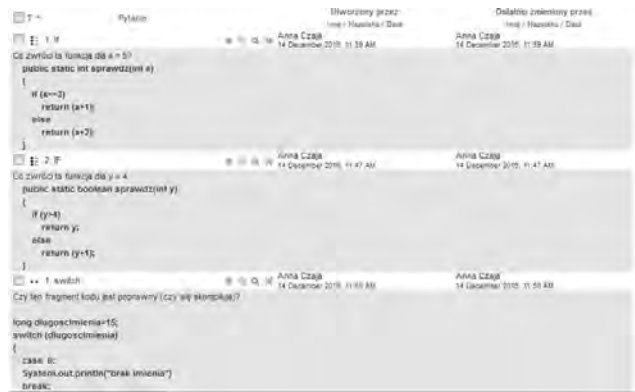 T Pytanie Utworzony przez Ostatnio zmieniony przez
Imię / Nazwisko / Data Imię / Nazwisko / Data
1. If Anna Czaja Anna Czaja
14 December 2015, 11:39 AM 14 December 2015, 11:39 AM
Co zwróci ta funkcja dla a = 5?
public static int sprawdz(int a)
{
if (a==2)
return (a+1);
else
return (a+2);
}
2. IF Anna Czaja Anna Czaja
14 December 2015, 11:47 AM 14 December 2015, 11:47 AM
Co zwróci ta funkcja dla y = 4
public static boolean sprawdz(int y)
{
if (y>4)
return y;
else
return (y+1);
}
1. switch Anna Czaja Anna Czaja
14 December 2015, 11:50 AM 14 December 2015, 11:50 AM
Czy ten fragment kodu jest poprawny (czy się skompiluje)?
long dlugoscImienia=15;
switch (dlugoscImienia)
{
case 0:
System.out.println("brak imienia")
break;